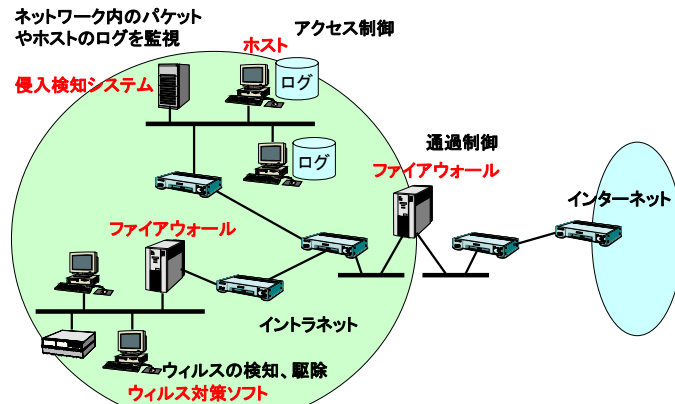 ネットワーク内のパケット
やホストのログを監視
アクセス制御
ホスト
侵入検知システム
ログ
ログ
通過制御
ファイアウォール
インターネット
ファイアウォール
イントラネット
ウィルスの検知、駆除
ウィルス対策ソフト